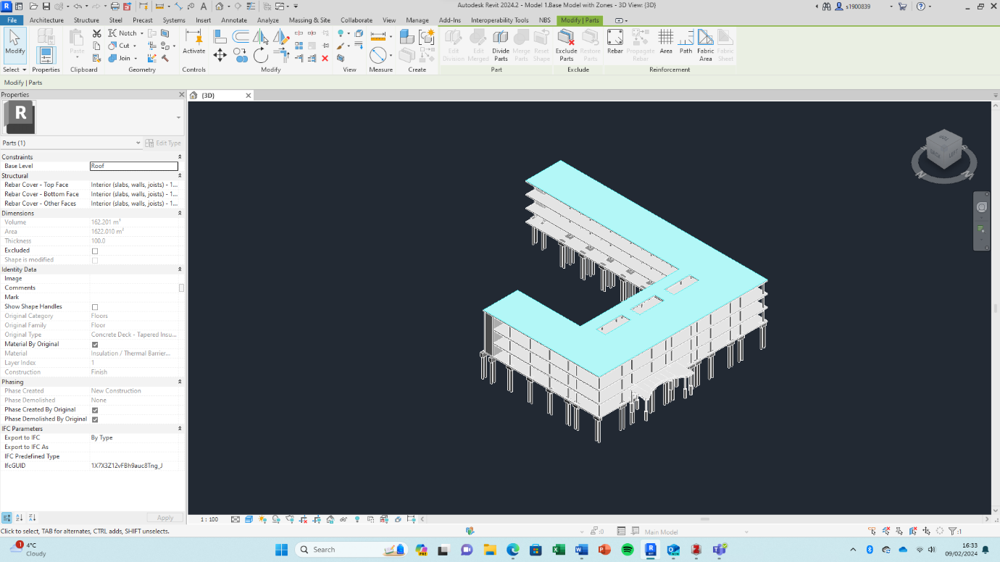 Autodesk Revit 2024.2 - Model 1.Base Model with Zones - 3D View: {3D}
s1900839
File Architecture Structure Steel Precast Systems Insert Annotate Analyze Massing & Site Collaborate View Manage Add-Ins Interoperability Tools NBS Modify | Parts
Modify
Paste
Notch
Cut
Join
Activate
Edit Division
Edit Merged
Divide Parts
Merge Parts
Reset Shape
Exclude Parts
Restore Parts
Rebar
Propagate Rebar
Area
Path
Fabric Area
Fabric Sheet
Select Properties Clipboard Geometry Controls Modify View Measure Create Part Exclude Reinforcement
Modify | Parts
Properties
{3D}
R
Parts (1)
Edit Type
Constraints
Base Level Roof
Structural
Rebar Cover - Top Face Interior (slabs, walls, joists) - 1...
Rebar Cover - Bottom Face Interior (slabs, walls, joists) - 1...
Rebar Cover - Other Faces Interior (slabs, walls, joists) - 1...
Dimensions
Volume 162.201 m³
Area 1622.010 m²
Thickness 100.0
Excluded
Shape is modified
Identity Data
Image
Comments
Mark
Show Shape Handles
Original Category Floors
Original Family Floor
Original Type Concrete Deck - Tapered Insu...
Material By Original
Material Insulation / Thermal Barrier...
Layer Index 1
Construction Finish
Phasing
Phase Created New Construction
Phase Demolished None
Phase Created By Original
Phase Demolished By Original
IFC Parameters
Export to IFC By Type
Export to IFC As
IFC Predefined Type
IfcGUID 1X7X3Z12vFBh9auc8Tng_J
Apply
TOP
BACK
LEFT
1 : 100
Click to select, TAB for alternates, CTRL adds, SHIFT unselects.
:0
Main Model
:1
1
4°C
Cloudy
Search
16:33
09/02/2024